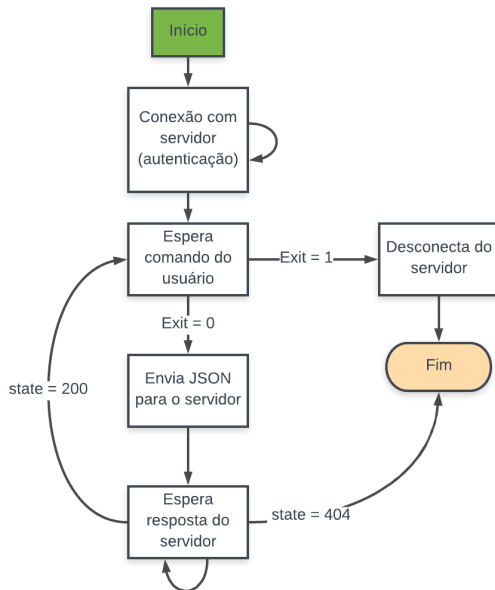 Início
Conexão com
servidor
(autenticação)
Espera
comando do
usuário
Exit = 1
Desconecta do
servidor
Exit = 0
Fim
Envia JSON
para o servidor
state = 200
Espera
resposta do
servidor
state = 404